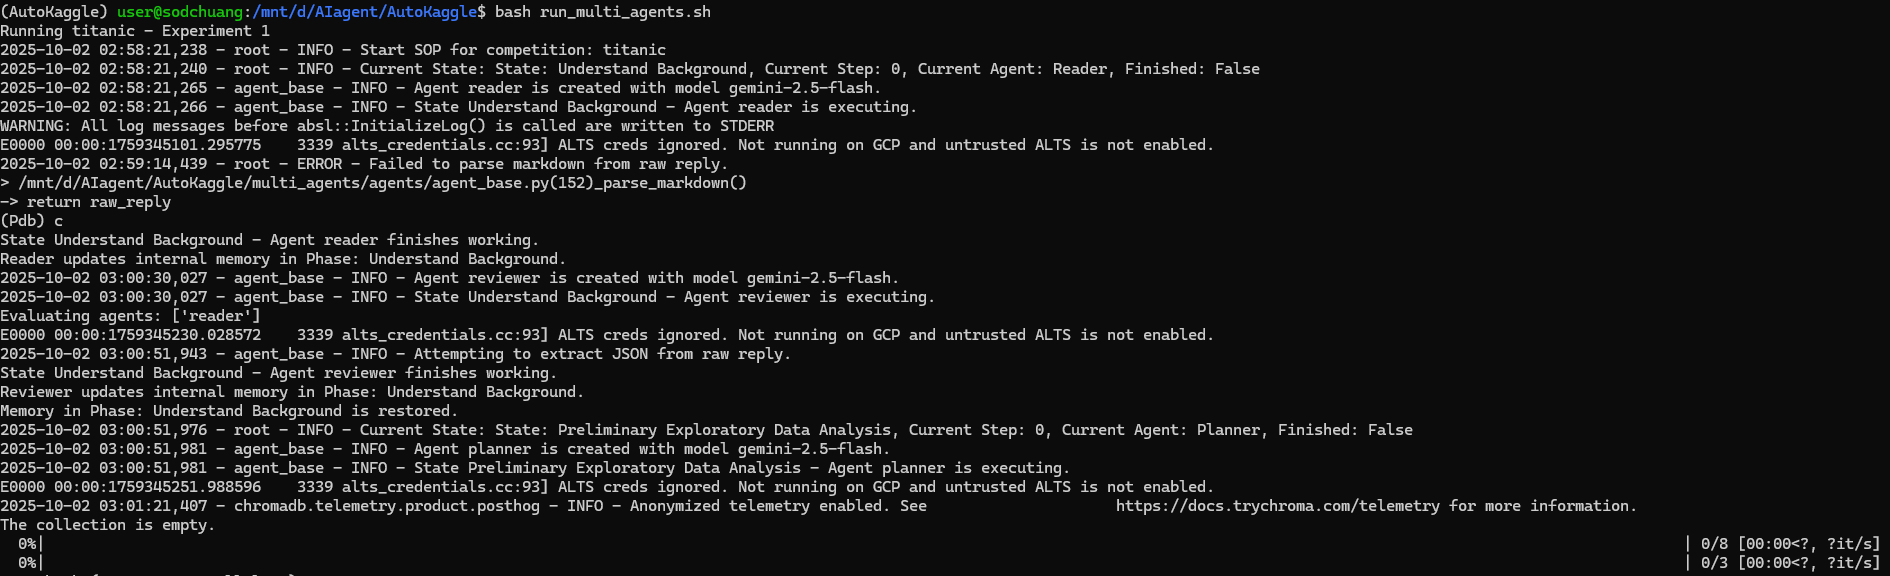 (AutoKaggle) user@sodchuang:/mnt/d/AIagent/AutoKaggle$ bash run_multi_agents.sh
Running titanic - Experiment 1
2025-10-02 02:58:21,238 - root - INFO - Start SOP for competition: titanic
2025-10-02 02:58:21,240 - root - INFO - Current State: State: Understand Background, Current Step: 0, Current Agent: Reader, Finished: False
2025-10-02 02:58:21,265 - agent_base - INFO - Agent reader is created with model gemini-2.5-flash.
2025-10-02 02:58:21,266 - agent_base - INFO - State Understand Background - Agent reader is executing.
WARNING: All log messages before absl::InitializeLog() is called are written to STDERR
E0000 00:00:1759345101.295775    3339 alts_credentials.cc:93] ALTS creds ignored. Not running on GCP and untrusted ALTS is not enabled.
2025-10-02 02:59:14,439 - root - ERROR - Failed to parse markdown from raw reply.
> /mnt/d/AIagent/AutoKaggle/multi_agents/agents/agent_base.py(152)_parse_markdown()
-> return raw_reply
(Pdb) c
State Understand Background - Agent reader finishes working.
Reader updates internal memory in Phase: Understand Background.
2025-10-02 03:00:30,027 - agent_base - INFO - Agent reviewer is created with model gemini-2.5-flash.
2025-10-02 03:00:30,027 - agent_base - INFO - State Understand Background - Agent reviewer is executing.
Evaluating agents: ['reader']
E0000 00:00:1759345230.028572    3339 alts_credentials.cc:93] ALTS creds ignored. Not running on GCP and untrusted ALTS is not enabled.
2025-10-02 03:00:51,943 - agent_base - INFO - Attempting to extract JSON from raw reply.
State Understand Background - Agent reviewer finishes working.
Reviewer updates internal memory in Phase: Understand Background.
Memory in Phase: Understand Background is restored.
2025-10-02 03:00:51,976 - root - INFO - Current State: State: Preliminary Exploratory Data Analysis, Current Step: 0, Current Agent: Planner, Finished: False
2025-10-02 03:00:51,981 - agent_base - INFO - Agent planner is created with model gemini-2.5-flash.
2025-10-02 03:00:51,981 - agent_base - INFO - State Preliminary Exploratory Data Analysis - Agent planner is executing.
E0000 00:00:1759345251.988596    3339 alts_credentials.cc:93] ALTS creds ignored. Not running on GCP and untrusted ALTS is not enabled.
2025-10-02 03:01:21,407 - chromadb.telemetry.product.posthog - INFO - Anonymized telemetry enabled. See                     https://docs.trychroma.com/telemetry for more information.
The collection is empty.
  0%|                                                                                          | 0/8 [00:00<?, ?it/s]
  0%|                                                                                          | 0/3 [00:00<?, ?it/s]